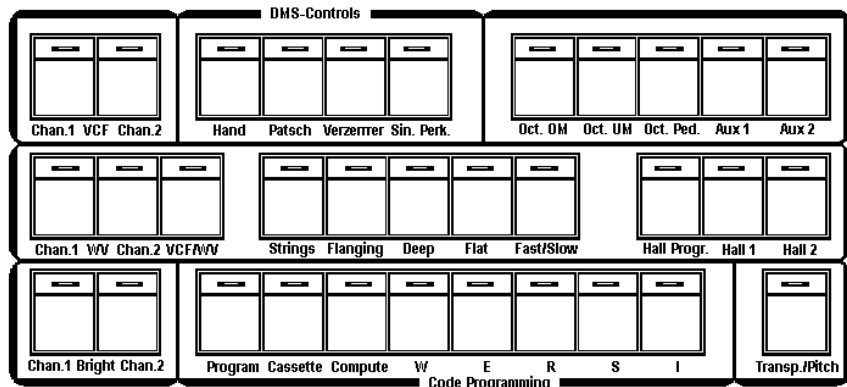 DMS-Controls
Chan.1 VCF Chan.2 Hand Patsch Verzerrrer Sin. Perk. Oct. OM Oct. UM Oct. Ped. Aux 1 Aux 2
Chan.1 WV Chan.2 VCF/WV Strings Flanging Deep Flat Fast/Slow Hall Progr. Hall 1 Hall 2
Chan.1 Bright Chan.2 Program Cassette Compute W E R S I Transp./Pitch
Code Programming